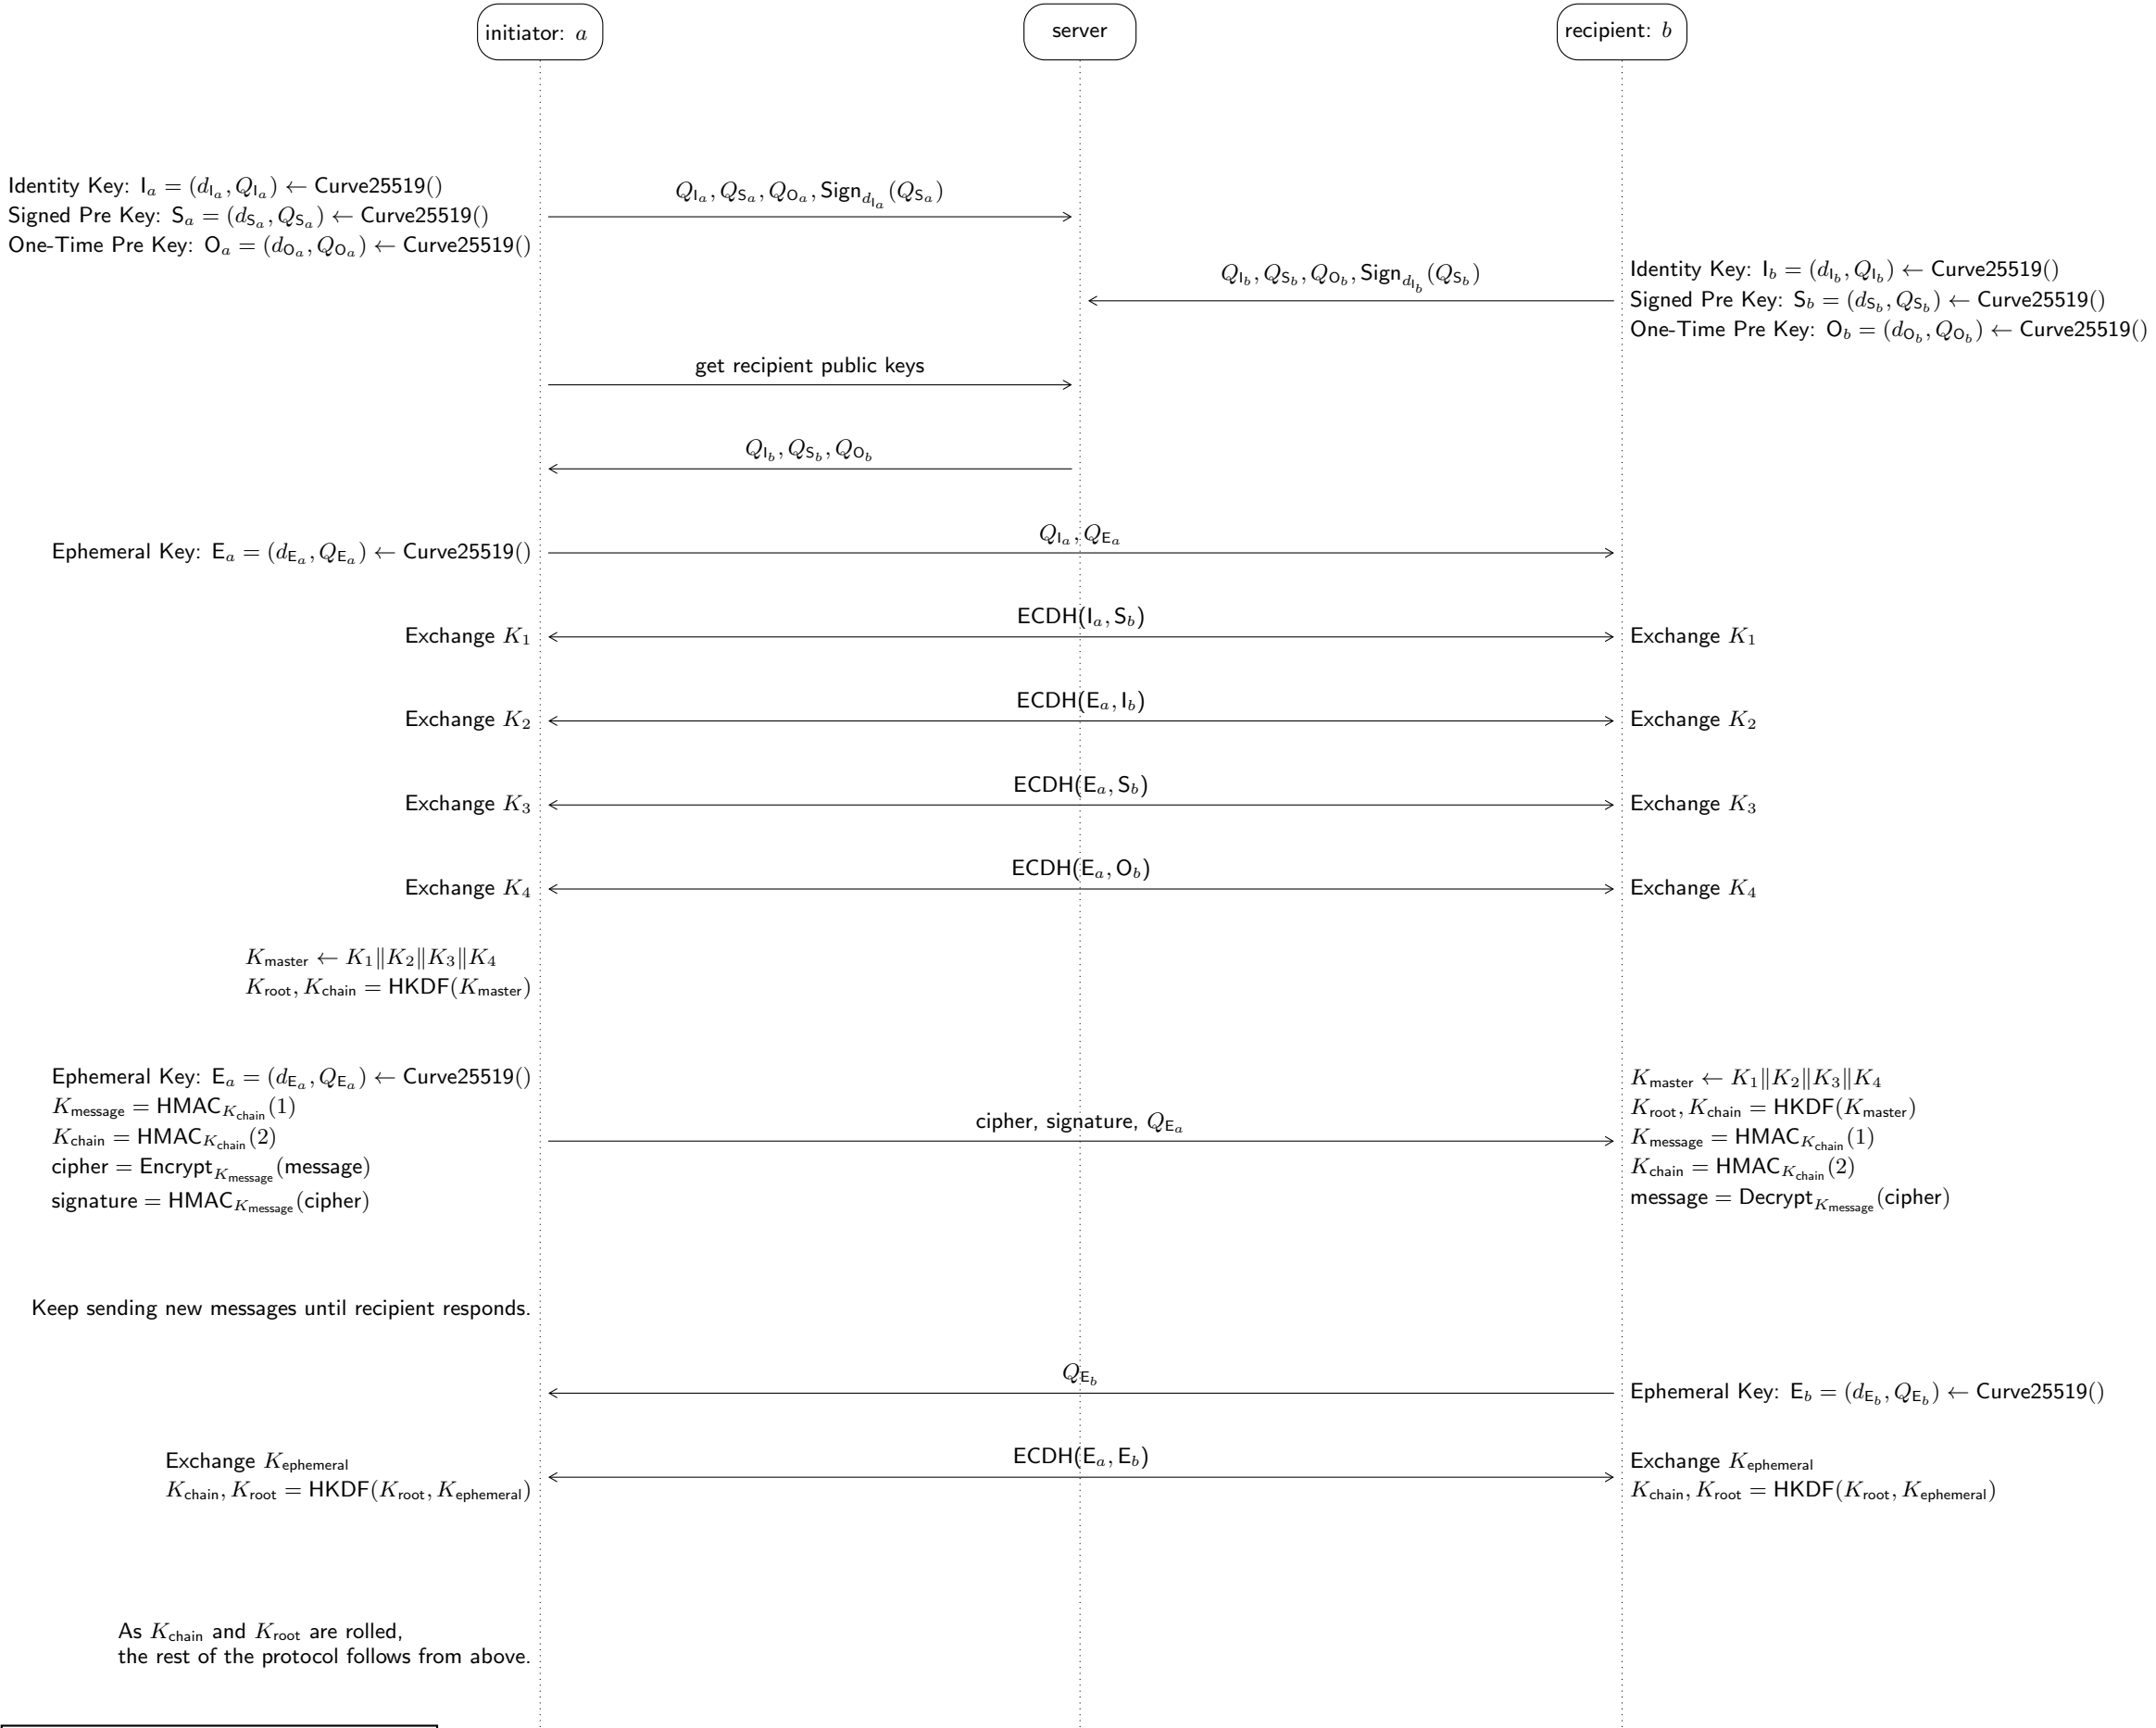 initiator: a
server
recipient: b
Identity Key: I_a = (d_{I_a}, Q_{I_a}) ← Curve25519()
Signed Pre Key: S_a = (d_{S_a}, Q_{S_a}) ← Curve25519()
One-Time Pre Key: O_a = (d_{O_a}, Q_{O_a}) ← Curve25519()
Q_{I_a}, Q_{S_a}, Q_{O_a}, Sign_{d_{I_a}}(Q_{S_a})
Q_{I_b}, Q_{S_b}, Q_{O_b}, Sign_{d_{I_b}}(Q_{S_b})
Identity Key: I_b = (d_{I_b}, Q_{I_b}) ← Curve25519()
Signed Pre Key: S_b = (d_{S_b}, Q_{S_b}) ← Curve25519()
One-Time Pre Key: O_b = (d_{O_b}, Q_{O_b}) ← Curve25519()
get recipient public keys
Q_{I_b}, Q_{S_b}, Q_{O_b}
Ephemeral Key: E_a = (d_{E_a}, Q_{E_a}) ← Curve25519()
Q_{I_a}, Q_{E_a}
Exchange K_1
ECDH(I_a, S_b)
Exchange K_1
Exchange K_2
ECDH(E_a, I_b)
Exchange K_2
Exchange K_3
ECDH(E_a, S_b)
Exchange K_3
Exchange K_4
ECDH(E_a, O_b)
Exchange K_4
K_master ← K_1‖K_2‖K_3‖K_4
K_root, K_chain = HKDF(K_master)
Ephemeral Key: E_a = (d_{E_a}, Q_{E_a}) ← Curve25519()
K_message = HMAC_{K_chain}(1)
K_chain = HMAC_{K_chain}(2)
cipher = Encrypt_{K_message}(message)
signature = HMAC_{K_message}(cipher)
cipher, signature, Q_{E_a}
K_master ← K_1‖K_2‖K_3‖K_4
K_root, K_chain = HKDF(K_master)
K_message = HMAC_{K_chain}(1)
K_chain = HMAC_{K_chain}(2)
message = Decrypt_{K_message}(cipher)
Keep sending new messages until recipient responds.
Q_{E_b}
Ephemeral Key: E_b = (d_{E_b}, Q_{E_b}) ← Curve25519()
Exchange K_ephemeral
K_chain, K_root = HKDF(K_root, K_ephemeral)
ECDH(E_a, E_b)
Exchange K_ephemeral
K_chain, K_root = HKDF(K_root, K_ephemeral)
As K_chain and K_root are rolled,
the rest of the protocol follows from above.